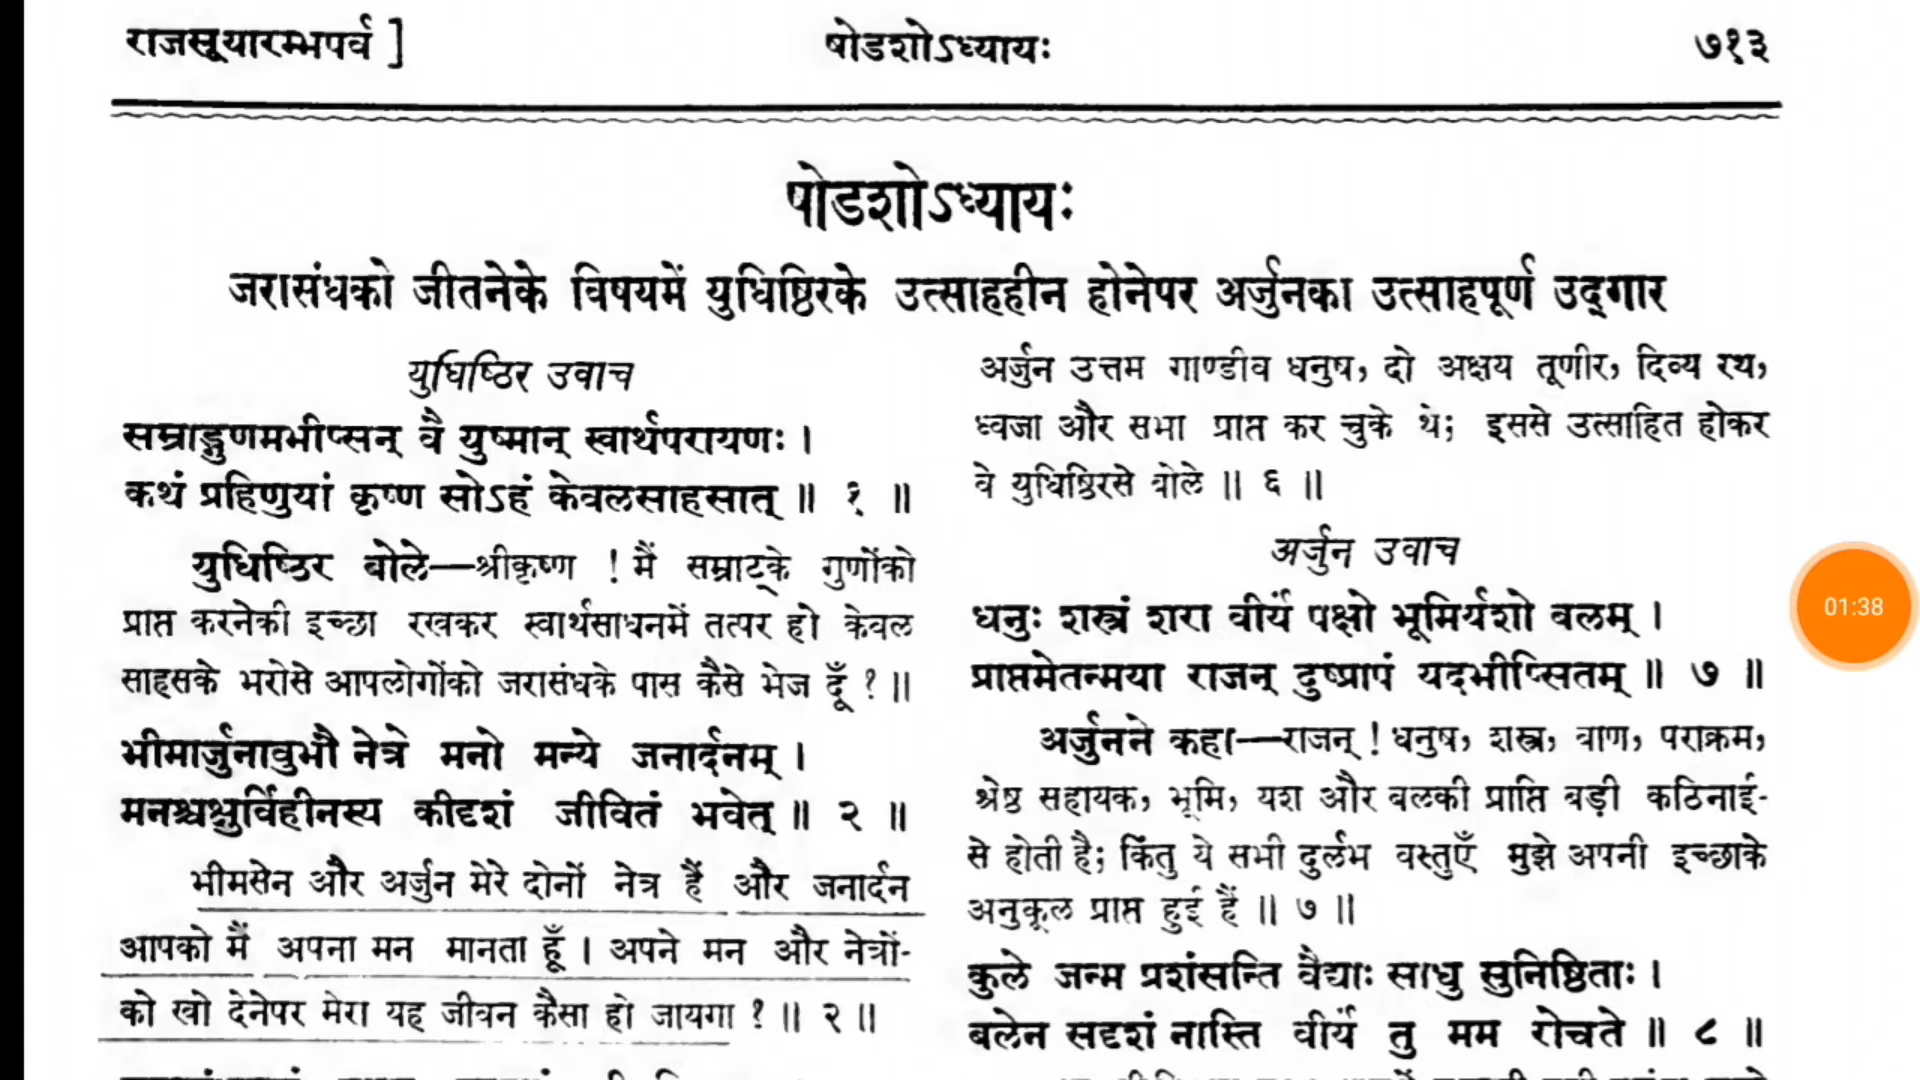 राजसूयारम्भपर्व ]
षोडशोऽध्यायः
७१३
षोडशोऽध्यायः
जरासंधको जीतनेके विषयमें युधिष्ठिरके उत्साहहीन होनेपर अर्जुनका उत्साहपूर्ण उद्‌गार
युधिष्ठिर उवाच
सम्राड्गुणमभीप्सन् वै युष्मान् स्वार्थपरायणः ।
कथं प्रहिणुयां कृष्ण सोऽहं केवलसाहसात् ॥ १ ॥
युधिष्ठिर बोले—श्रीकृष्ण ! मैं सम्राट्‌के गुणोंको
प्राप्त करनेकी इच्छा रखकर स्वार्थसाधनमें तत्पर हो केवल
साहसके भरोसे आपलोगोंको जरासंधके पास कैसे भेज दूँ ? ॥
भीमार्जुनावुभौ नेत्रे मनो मन्ये जनार्दनम् ।
मनश्चक्षुर्विहीनस्य कीदृशं जीवितं भवेत् ॥ २ ॥
भीमसेन और अर्जुन मेरे दोनों नेत्र हैं और जनार्दन
आपको मैं अपना मन मानता हूँ । अपने मन और नेत्रों-
को खो देनेपर मेरा यह जीवन कैसा हो जायगा ? ॥ २ ॥
अर्जुन उत्तम गाण्डीव धनुष, दो अक्षय तूणीर, दिव्य रथ,
ध्वजा और सभा प्राप्त कर चुके थे; इससे उत्साहित होकर
वे युधिष्ठिरसे बोले ॥ ६ ॥
अर्जुन उवाच
धनुः शस्त्रं शरा वीर्यं पक्षो भूमिर्यशो बलम् ।
प्राप्तमेतन्मया राजन् दुष्प्रापं यदभीप्सितम् ॥ ७ ॥
अर्जुनने कहा—राजन् ! धनुष, शस्त्र, बाण, पराक्रम,
श्रेष्ठ सहायक, भूमि, यश और बलकी प्राप्ति बड़ी कठिनाई-
से होती है; किंतु ये सभी दुर्लभ वस्तुएँ मुझे अपनी इच्छाके
अनुकूल प्राप्त हुई हैं ॥ ७ ॥
कुले जन्म प्रशंसन्ति वैद्याः साधु सुनिष्ठिताः ।
बलेन सदृशं नास्ति वीर्यं तु मम रोचते ॥ ८ ॥
01:38